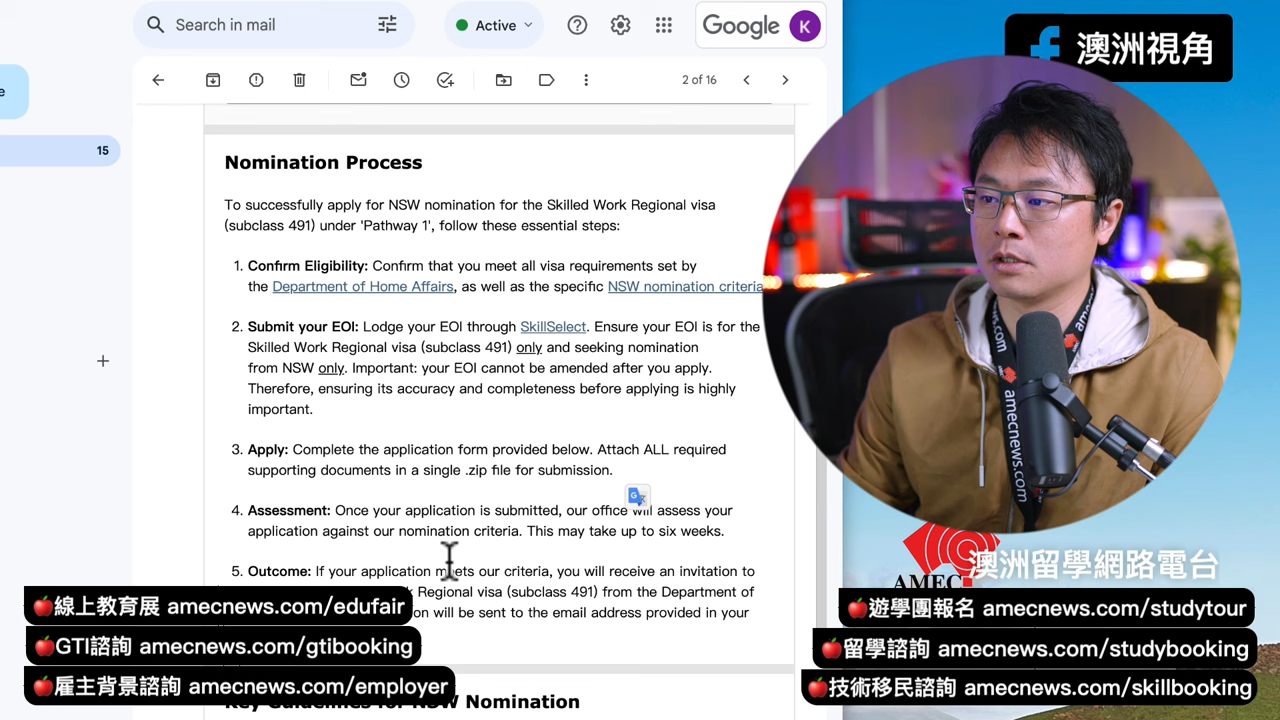 Search in mail
Active
Google
K
澳洲視角
e
2 of 16
15
Nomination Process
To successfully apply for NSW nomination for the Skilled Work Regional visa
(subclass 491) under 'Pathway 1', follow these essential steps:
1. Confirm Eligibility: Confirm that you meet all visa requirements set by
the Department of Home Affairs, as well as the specific NSW nomination criteria
2. Submit your EOI: Lodge your EOI through SkillSelect. Ensure your EOI is for the
Skilled Work Regional visa (subclass 491) only and seeking nomination
from NSW only. Important: your EOI cannot be amended after you apply.
Therefore, ensuring its accuracy and completeness before applying is highly
important.
3. Apply: Complete the application form provided below. Attach ALL required
supporting documents in a single .zip file for submission.
4. Assessment: Once your application is submitted, our office will assess your
application against our nomination criteria. This may take up to six weeks.
5. Outcome: If your application meets our criteria, you will receive an invitation to
Regional visa (subclass 491) from the Department of
will be sent to the email address provided in your
Key Guidelines for NSW Nomination
amecnews.com
AMEC
澳洲留學網路電台
線上教育展 amecnews.com/edufair
GTI諮詢 amecnews.com/gtibooking
雇主背景諮詢 amecnews.com/employer
遊學團報名 amecnews.com/studytour
留學諮詢 amecnews.com/studybooking
技術移民諮詢 amecnews.com/skillbooking